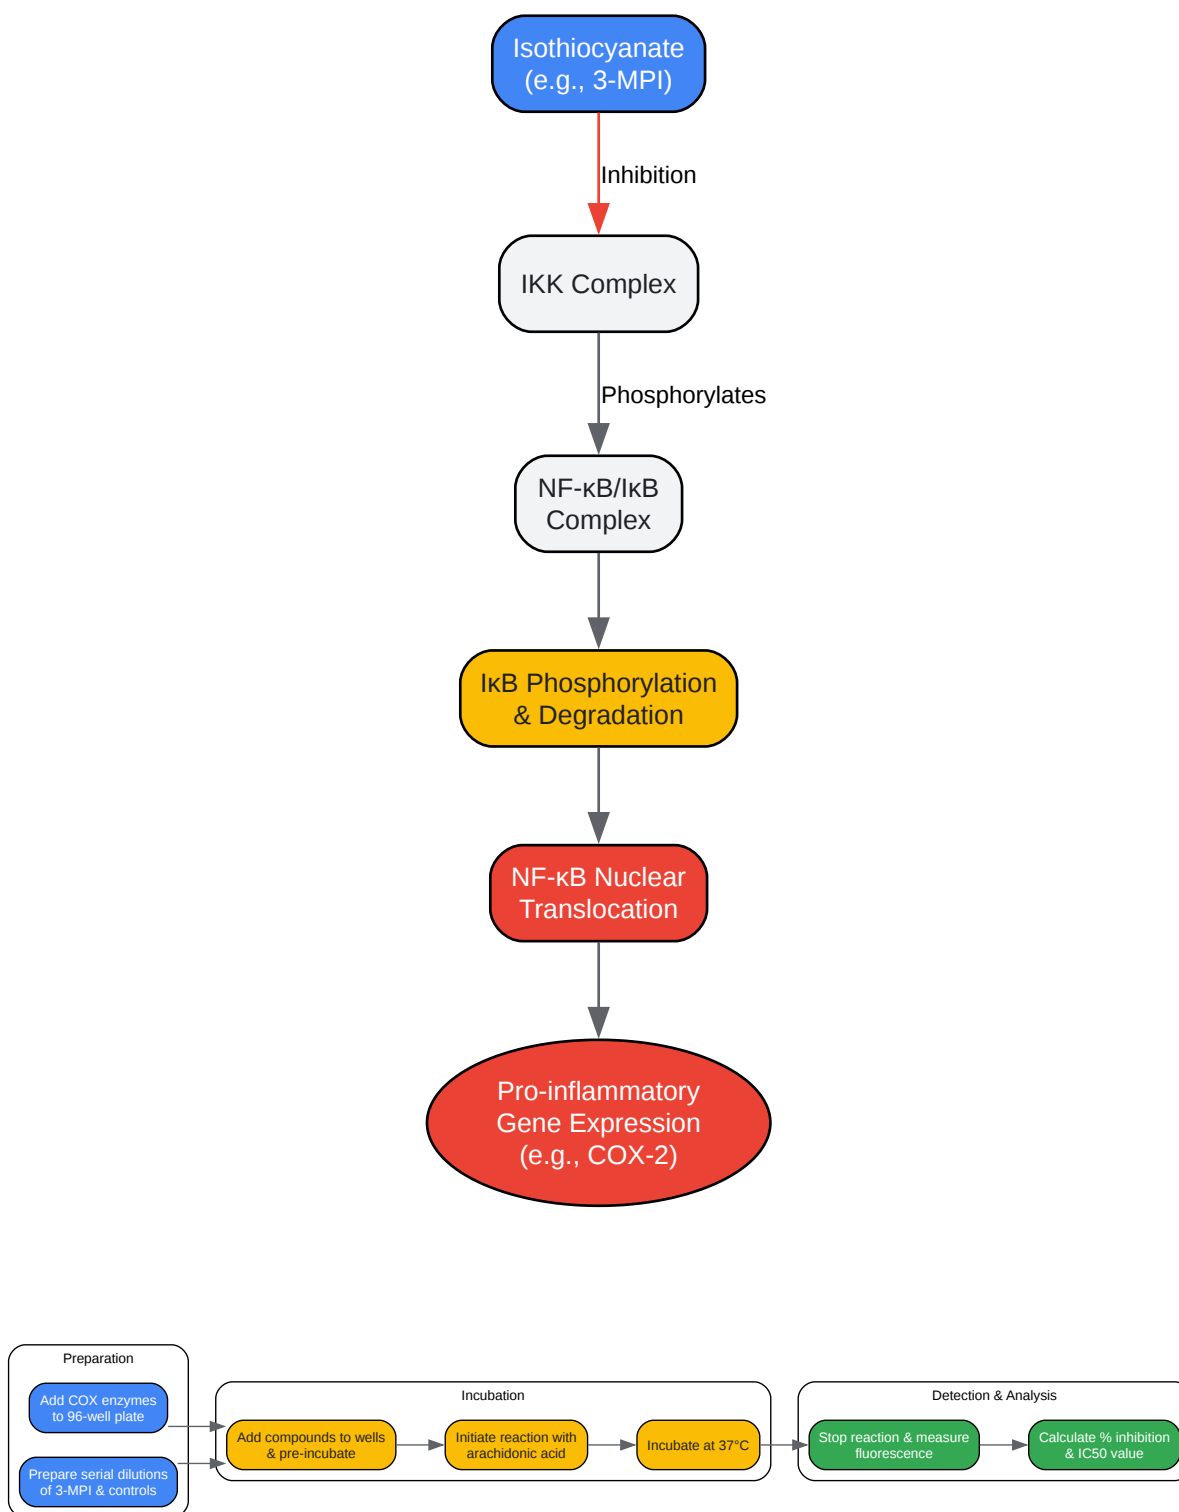 Isothiocyanate
(e.g., 3-MPI)
Inhibition
IKK Complex
Phosphorylates
NF-κB/IκB
Complex
IκB Phosphorylation
& Degradation
NF-κB Nuclear
Translocation
Pro-inflammatory
Gene Expression
(e.g., COX-2)
Preparation
Add COX enzymes
to 96-well plate
Prepare serial dilutions
of 3-MPI & controls
Incubation
Add compounds to wells
& pre-incubate
Initiate reaction with
arachidonic acid
Incubate at 37°C
Detection & Analysis
Stop reaction & measure
fluorescence
Calculate % inhibition
& IC50 value